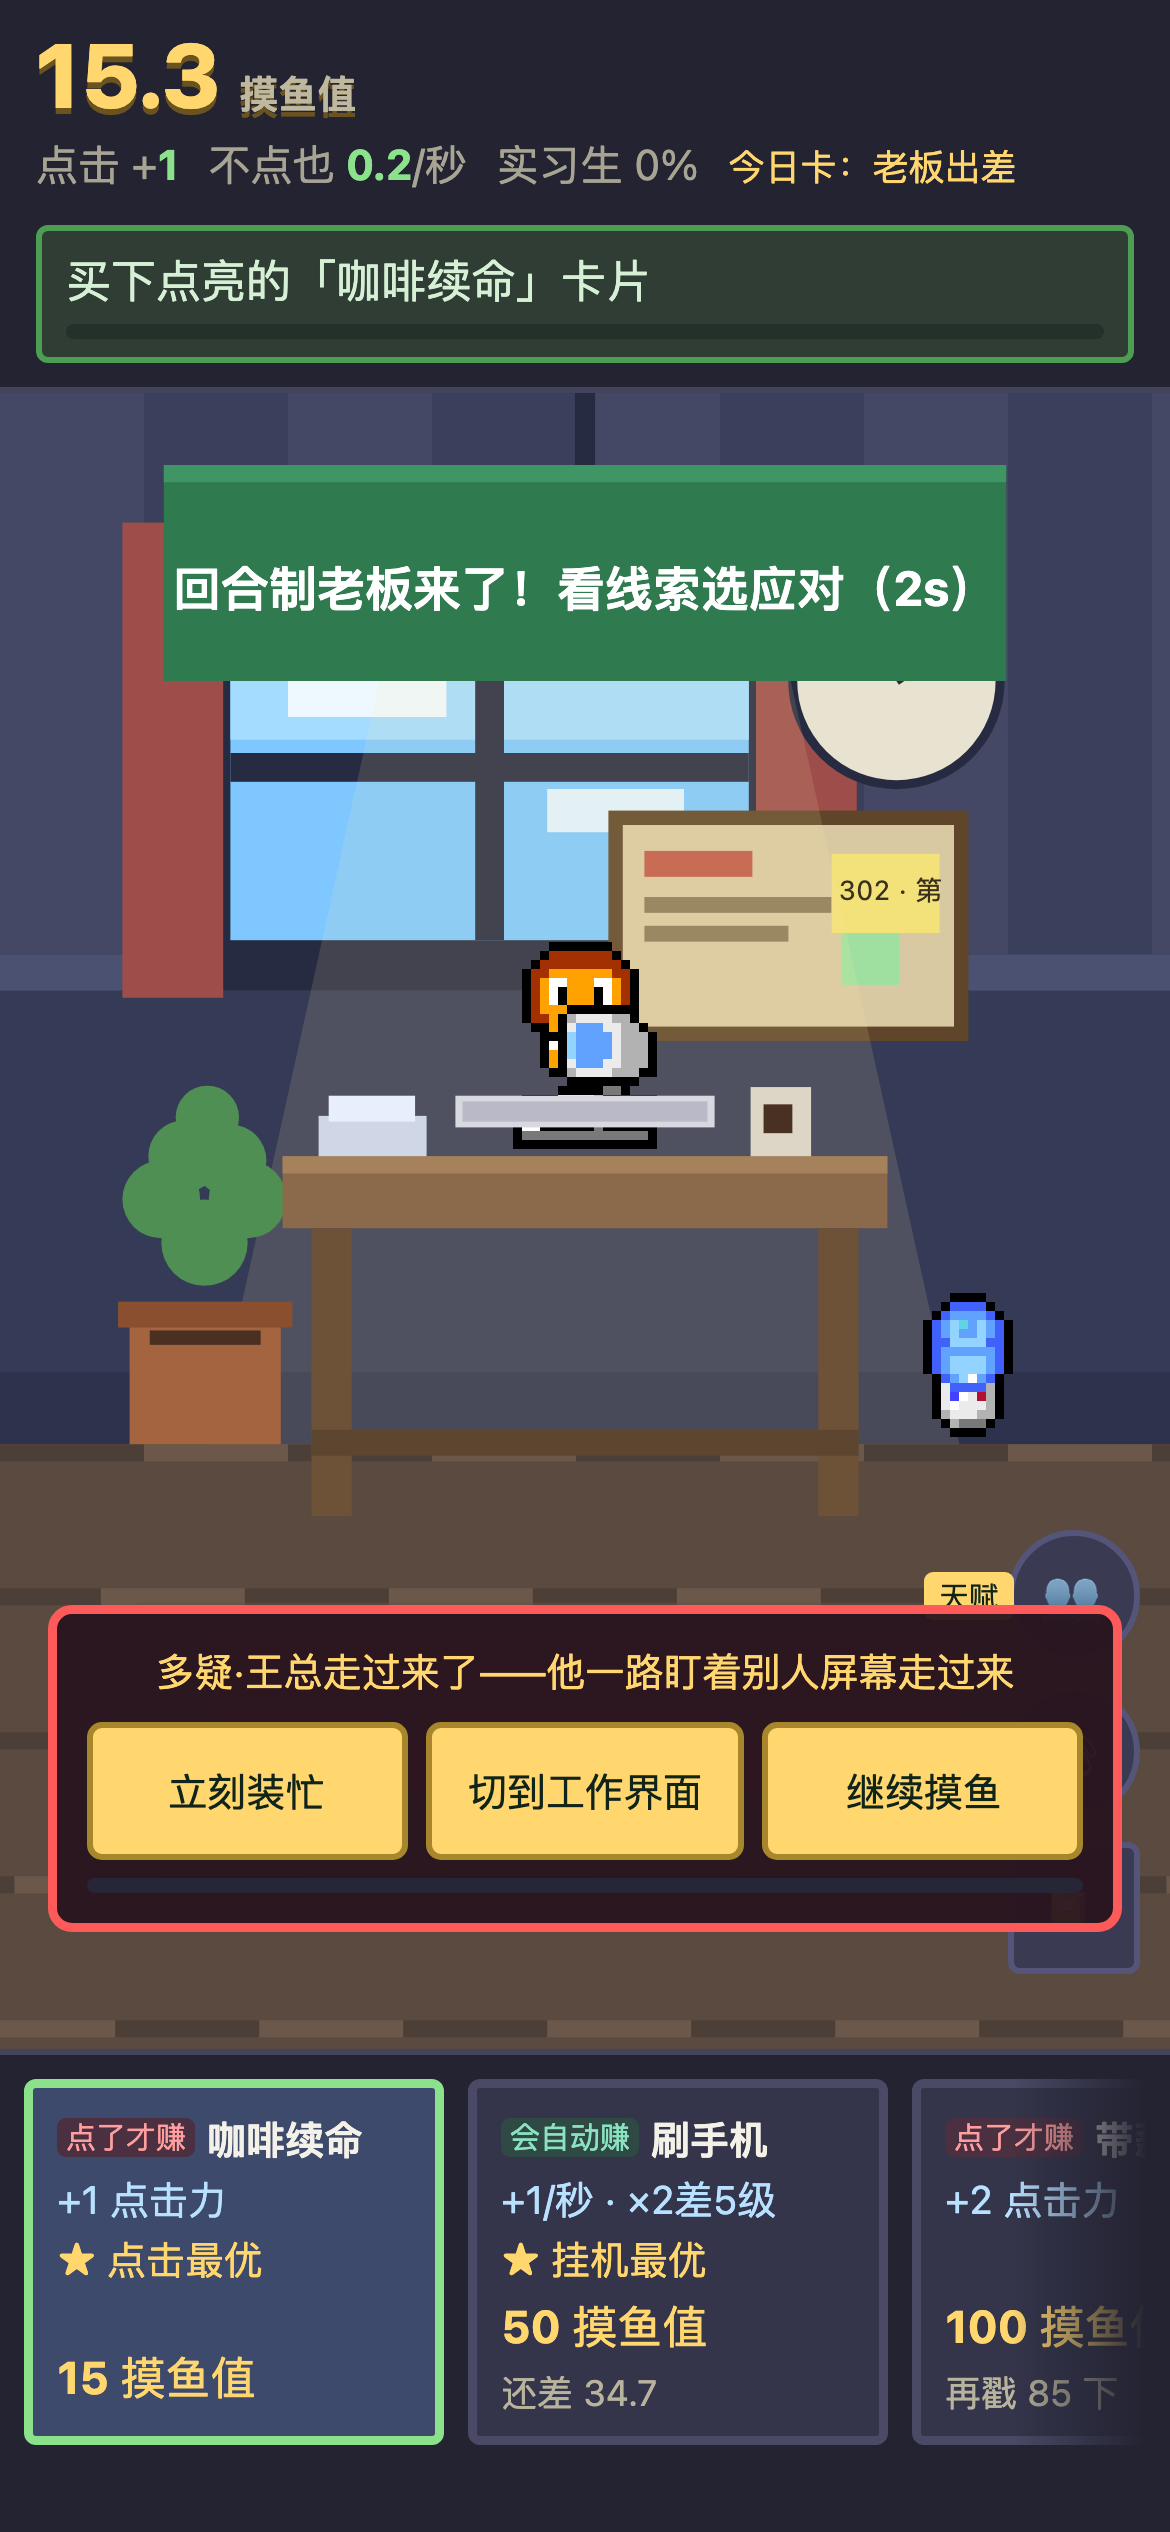 15.3 摸鱼值
点击 +1 不点也 0.2/秒 实习生 0% 今日卡：老板出差
买下点亮的「咖啡续命」卡片
回合制老板来了！看线索选应对（2s）
302 · 第
天赋
多疑·王总走过来了——他一路盯着别人屏幕走过来
立刻装忙 切到工作界面 继续摸鱼
点了才赚 咖啡续命
+1 点击力
★ 点击最优
15 摸鱼值
会自动赚 刷手机
+1/秒 · ×2差5级
★ 挂机最优
50 摸鱼值
还差 34.7
点了才赚 带
+2 点击力
100 摸鱼
再戳 85 下